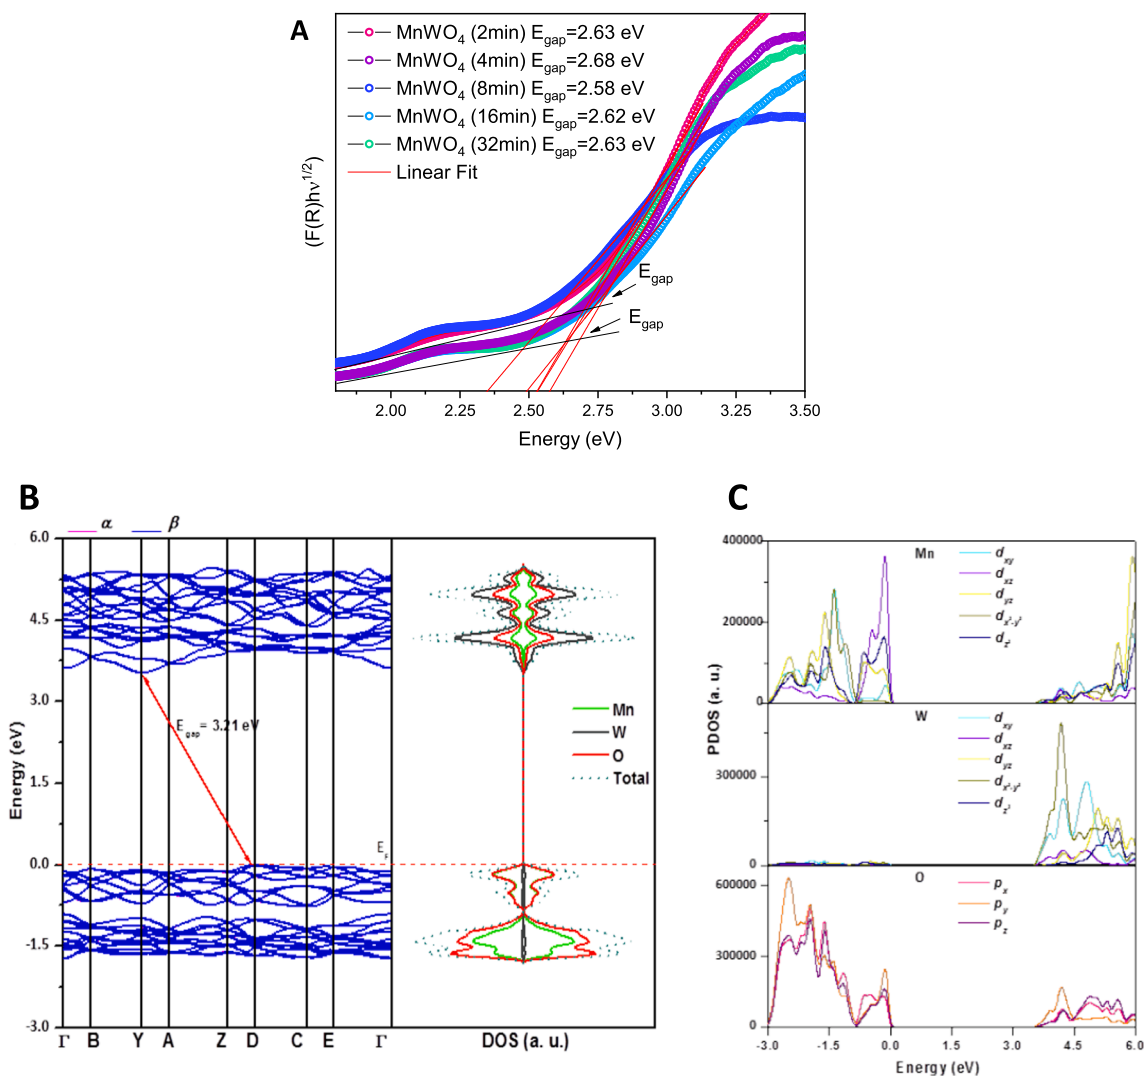 A
MnWO4 (2min) Egap=2.63 eV
MnWO4 (4min) Egap=2.68 eV
MnWO4 (8min) Egap=2.58 eV
MnWO4 (16min) Egap=2.62 eV
MnWO4 (32min) Egap=2.63 eV
Linear Fit
(F(R)hν1/2)
Egap
Egap
2.00 2.25 2.50 2.75 3.00 3.25 3.50
Energy (eV)
B
α β
6.0
4.5
3.0
1.5
0.0
-1.5
-3.0
Energy (eV)
Egap= 3.21 eV
EF
Γ B Y A Z D C E Γ
Mn
W
O
Total
DOS (a. u.)
C
PDOS (a. u.)
400000
200000
0
Mn
dxy
dxz
dyz
dx²-y²
dz²
300000
0
W
dxy
dxz
dyz
dx²-y²
dz²
600000
300000
0
O
px
py
pz
-3.0 -1.5 0.0 1.5 3.0 4.5 6.0
Energy (eV)